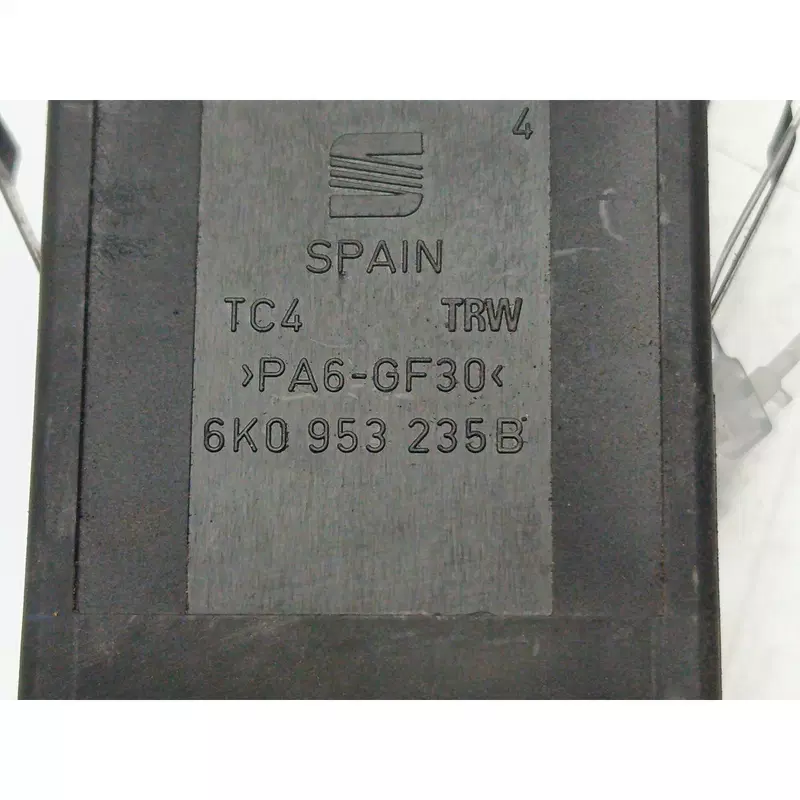 4
SPAIN
TC4 TRW
>PA6-GF30<
6K0 953 235B